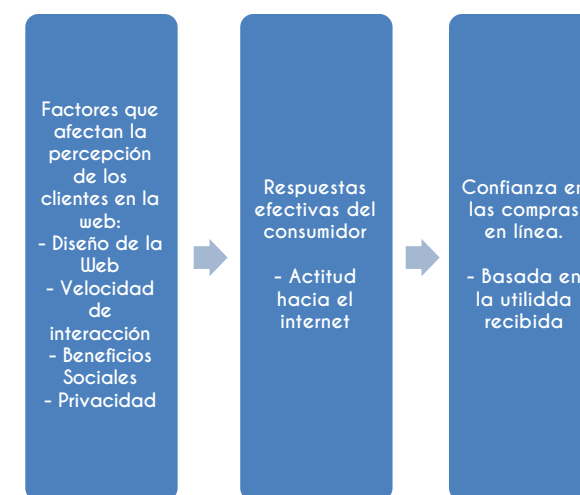 Factores que
afectan la
percepción
de los
clientes en la
web:
- Diseño de la
Web
- Velocidad
de
interacción
- Beneficios
Sociales
- Privacidad
Respuestas
efectivas del
consumidor
- Actitud
hacia el
internet
Confianza en
las compras
en línea.
- Basada en
la utilidda
recibida